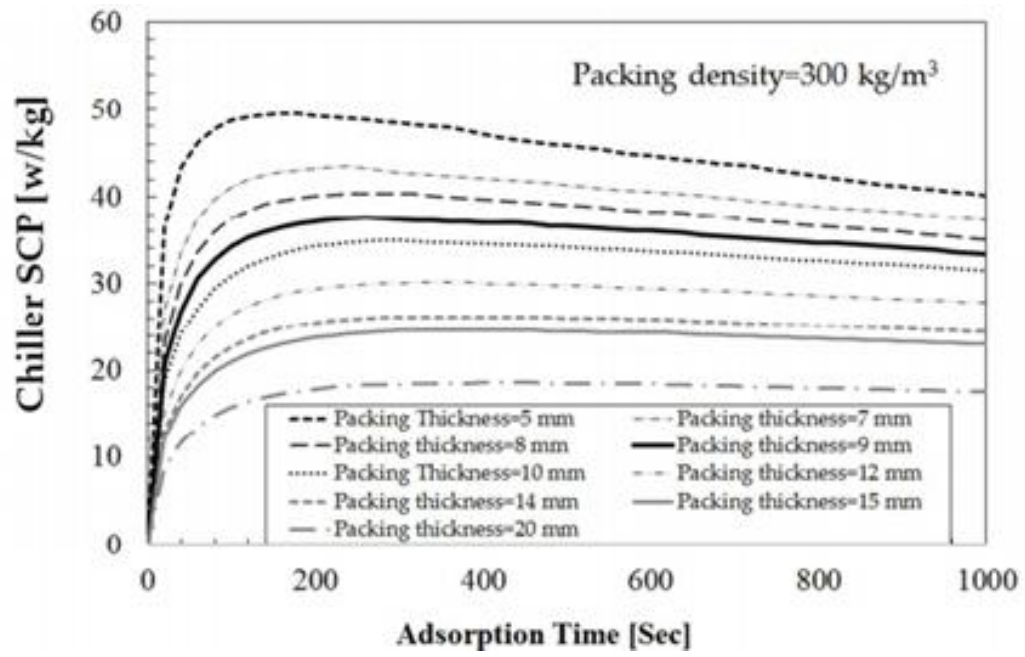 60
Packing density=300 kg/m³
50
40
30
20
10
0
Chiller SCP [w/kg]
Packing Thickness=5 mm
Packing thickness=7 mm
Packing thickness=8 mm
Packing thickness=9 mm
Packing Thickness=10 mm
Packing thickness=12 mm
Packing thickness=14 mm
Packing thickness=15 mm
Packing thickness=20 mm
0 200 400 600 800 1000
Adsorption Time [Sec]